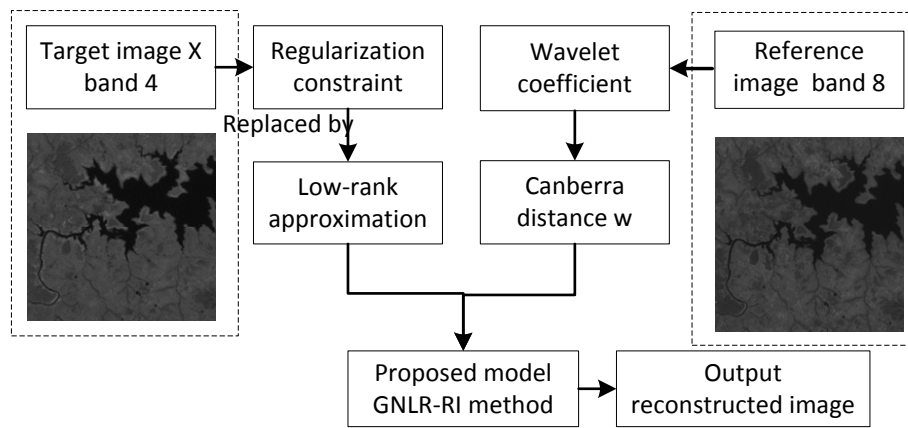 Target image X
band 4
Regularization
constraint
Wavelet
coefficient
Reference
image  band 8
Replaced by
Low-rank
approximation
Canberra
distance w
Proposed model
GNLR-RI method
Output
reconstructed image